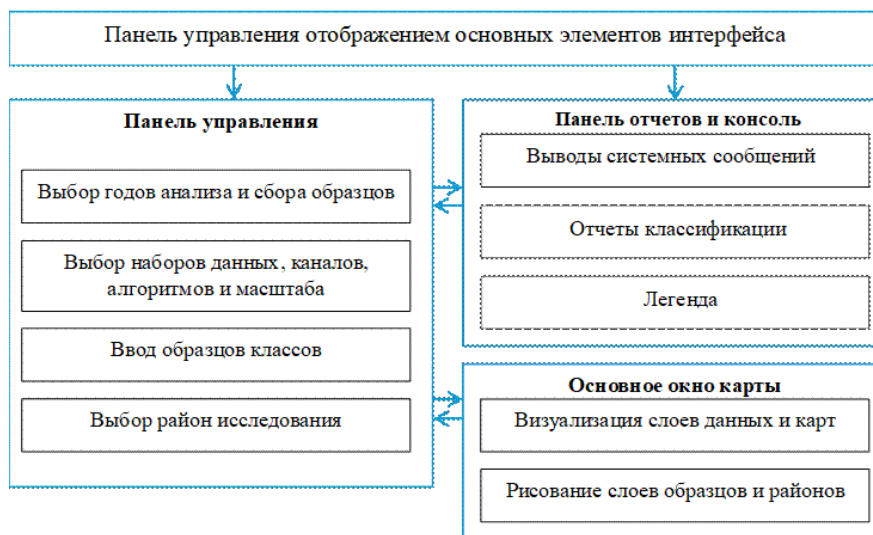 Панель управления отображением основных элементов интерфейса
Панель управления
Выбор годов анализа и сбора образцов
Выбор наборов данных, каналов,
алгоритмов и масштаба
Ввод образцов классов
Выбор район исследования
Панель отчетов и консоль
Выводы системных сообщений
Отчеты классификации
Легенда
Основное окно карты
Визуализация слоев данных и карт
Рисование слоев образцов и районов